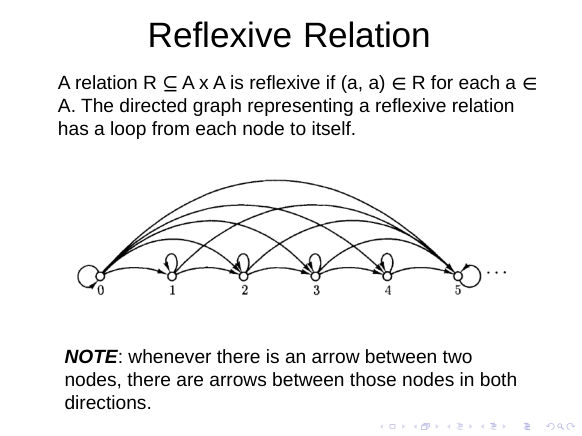 Reflexive Relation
A relation R ⊆ A x A is reflexive if (a, a) ∈ R for each a ∈
A. The directed graph representing a reflexive relation
has a loop from each node to itself.
0 1 2 3 4 5 ...
NOTE: whenever there is an arrow between two
nodes, there are arrows between those nodes in both
directions.